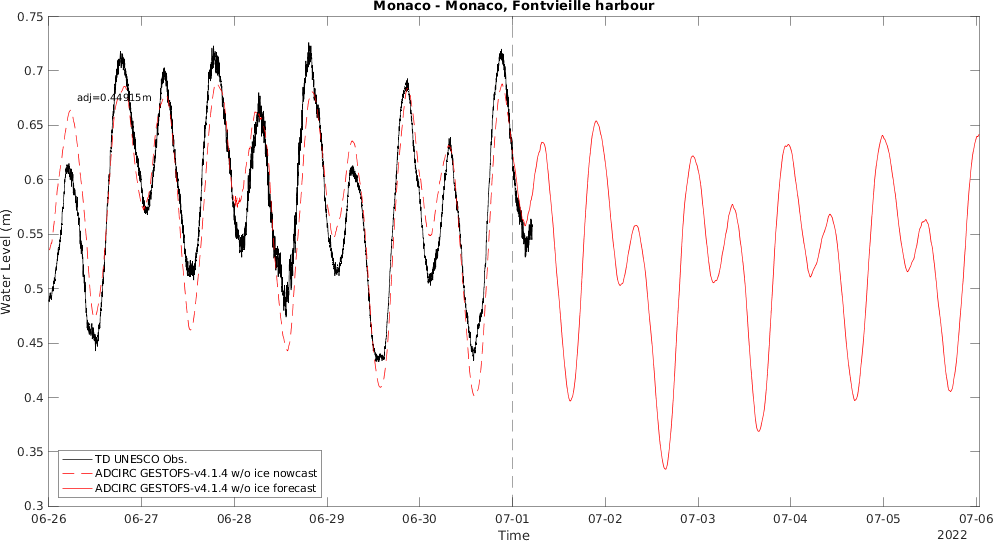 Monaco - Monaco, Fontvieille harbour
0.75
0.7
0.65
0.6
0.55
0.5
0.45
0.4
0.35
0.3
Water Level (m)
adj=0.44915m
TD UNESCO Obs.
ADCIRC GESTOFS-v4.1.4 w/o ice nowcast
ADCIRC GESTOFS-v4.1.4 w/o ice forecast
06-26 06-27 06-28 06-29 06-30 07-01 07-02 07-03 07-04 07-05 07-06
Time
2022